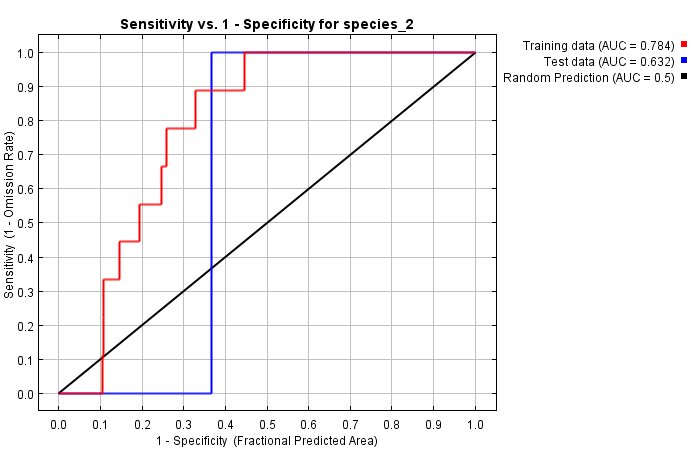 Sensitivity vs. 1 - Specificity for species_2
Training data (AUC = 0.784)
Test data (AUC = 0.632)
Random Prediction (AUC = 0.5)
Sensitivity (1 - Omission Rate)
1.0
0.9
0.8
0.7
0.6
0.5
0.4
0.3
0.2
0.1
0.0
0.0 0.1 0.2 0.3 0.4 0.5 0.6 0.7 0.8 0.9 1.0
1 - Specificity (Fractional Predicted Area)